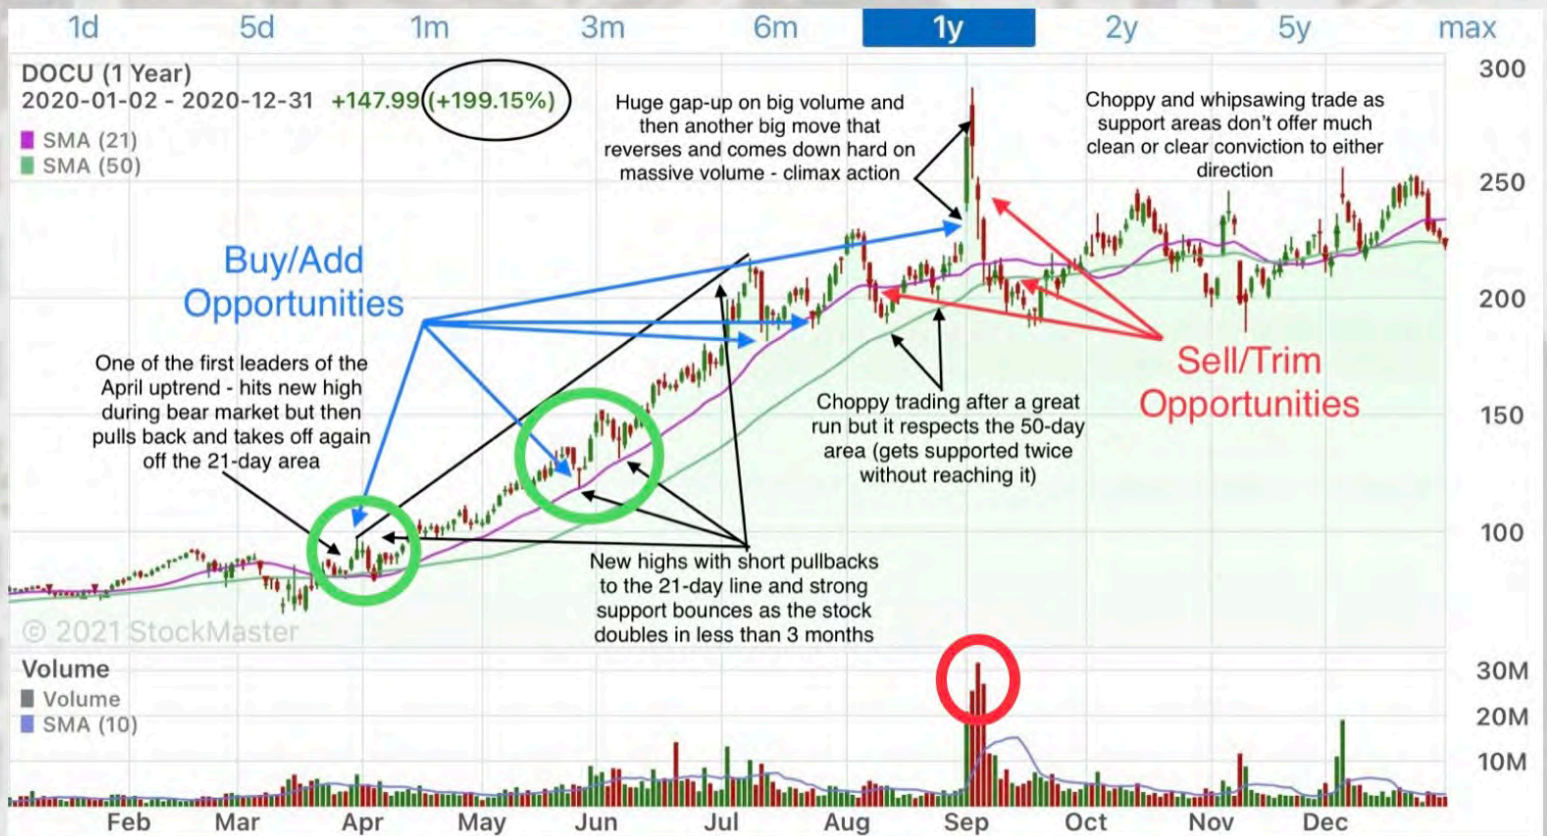 1d 5d 1m 3m 6m 1y 2y 5y max
DOCU (1 Year)
2020-01-02 - 2020-12-31 +147.99 (+199.15%)
SMA (21)
SMA (50)
Huge gap-up on big volume and
then another big move that
reverses and comes down hard on
massive volume - climax action
Choppy and whipsawing trade as
support areas don't offer much
clean or clear conviction to either
direction
300
250
200
150
100
Buy/Add
Opportunities
One of the first leaders of the
April uptrend - hits new high
during bear market but then
pulls back and takes off again
off the 21-day area
Sell/Trim
Opportunities
Choppy trading after a great
run but it respects the 50-day
area (gets supported twice
without reaching it)
New highs with short pullbacks
to the 21-day line and strong
support bounces as the stock
doubles in less than 3 months
© 2021 StockMaster
Volume
Volume
SMA (10)
30M
20M
10M
Feb Mar Apr May Jun Jul Aug Sep Oct Nov Dec